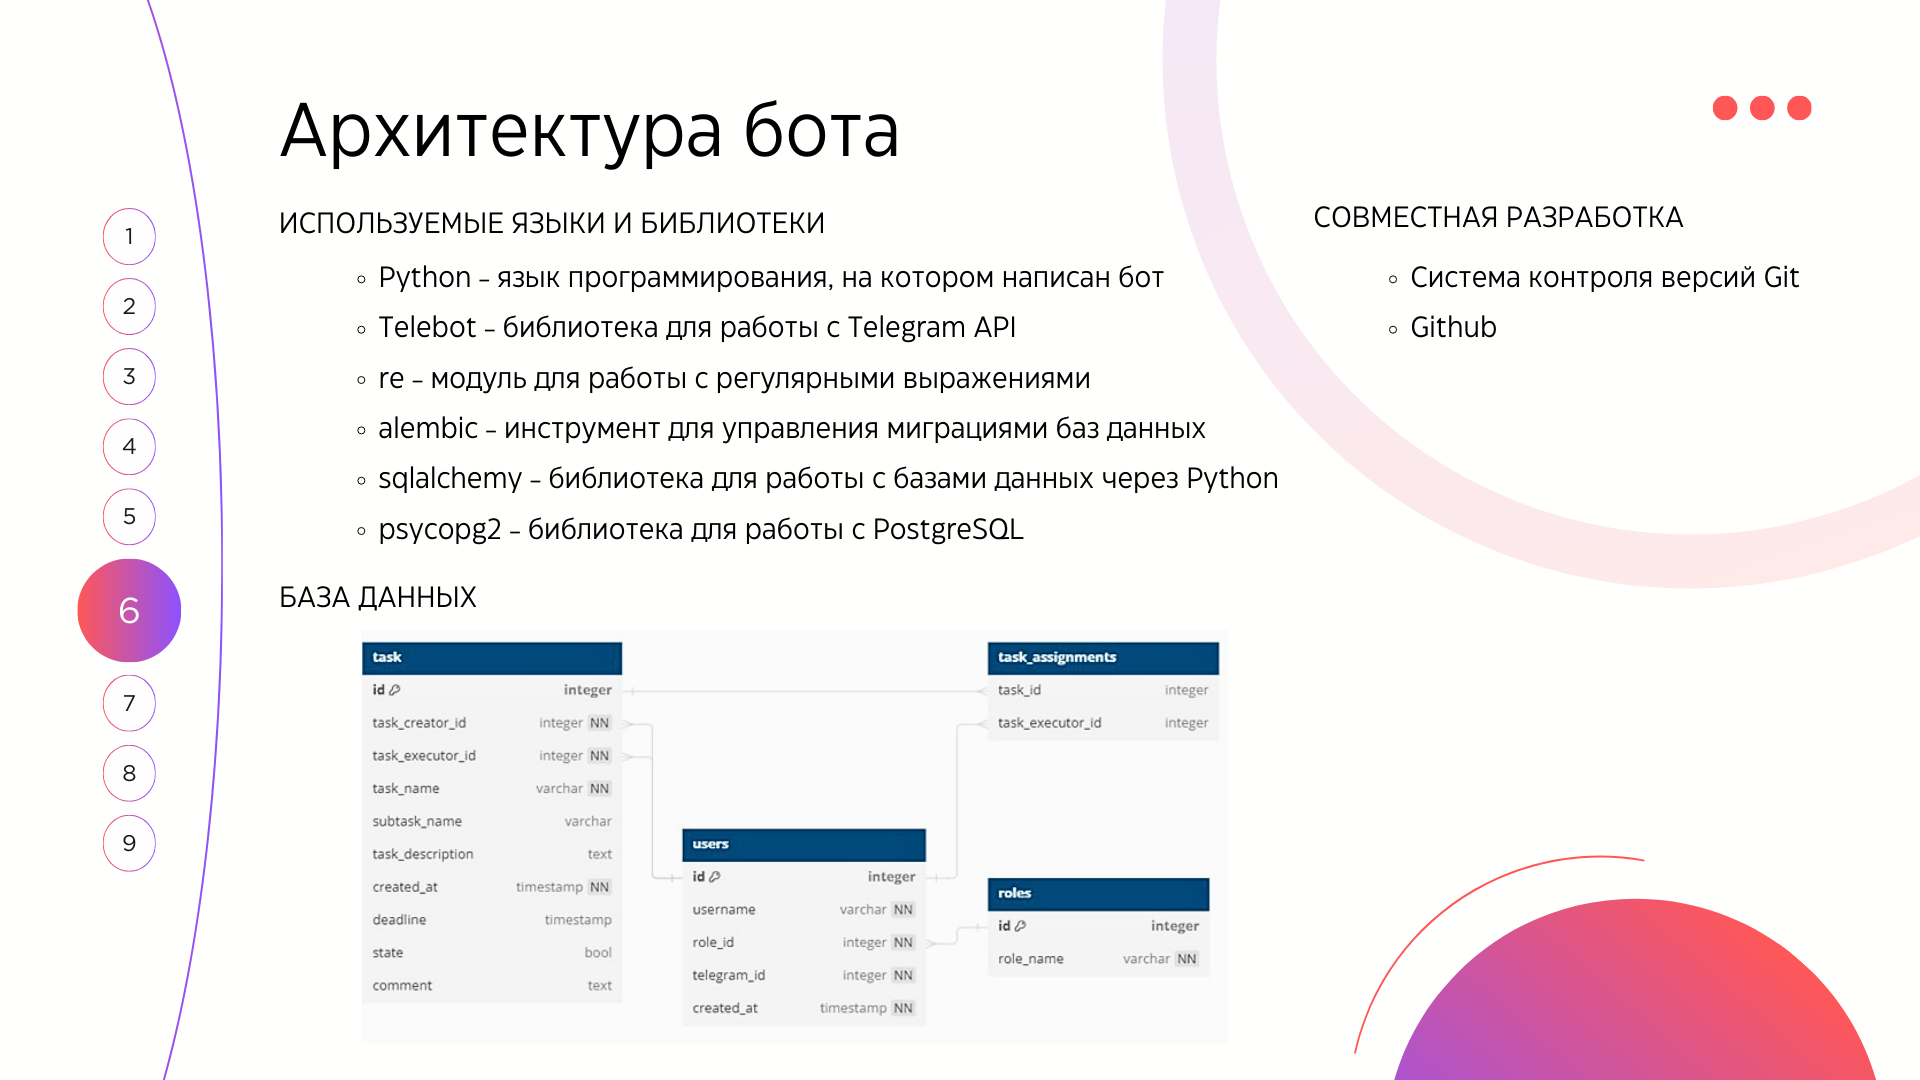 Архитектура бота
1
2
3
4
5
6
7
8
9
ИСПОЛЬЗУЕМЫЕ ЯЗЫКИ И БИБЛИОТЕКИ
Python – язык программирования, на котором написан бот
Telebot – библиотека для работы с Telegram API
re – модуль для работы с регулярными выражениями
alembic – инструмент для управления миграциями баз данных
sqlalchemy – библиотека для работы с базами данных через Python
psycopg2 – библиотека для работы с PostgreSQL
СОВМЕСТНАЯ РАЗРАБОТКА
Система контроля версий Git
Github
БАЗА ДАННЫХ
task
id integer
task_creator_id integer NN
task_executor_id integer NN
task_name varchar NN
subtask_name varchar
task_description text
created_at timestamp NN
deadline timestamp
state bool
comment text
users
id integer
username varchar NN
role_id integer NN
telegram_id integer NN
created_at timestamp NN
task_assignments
task_id integer
task_executor_id integer
roles
id integer
role_name varchar NN